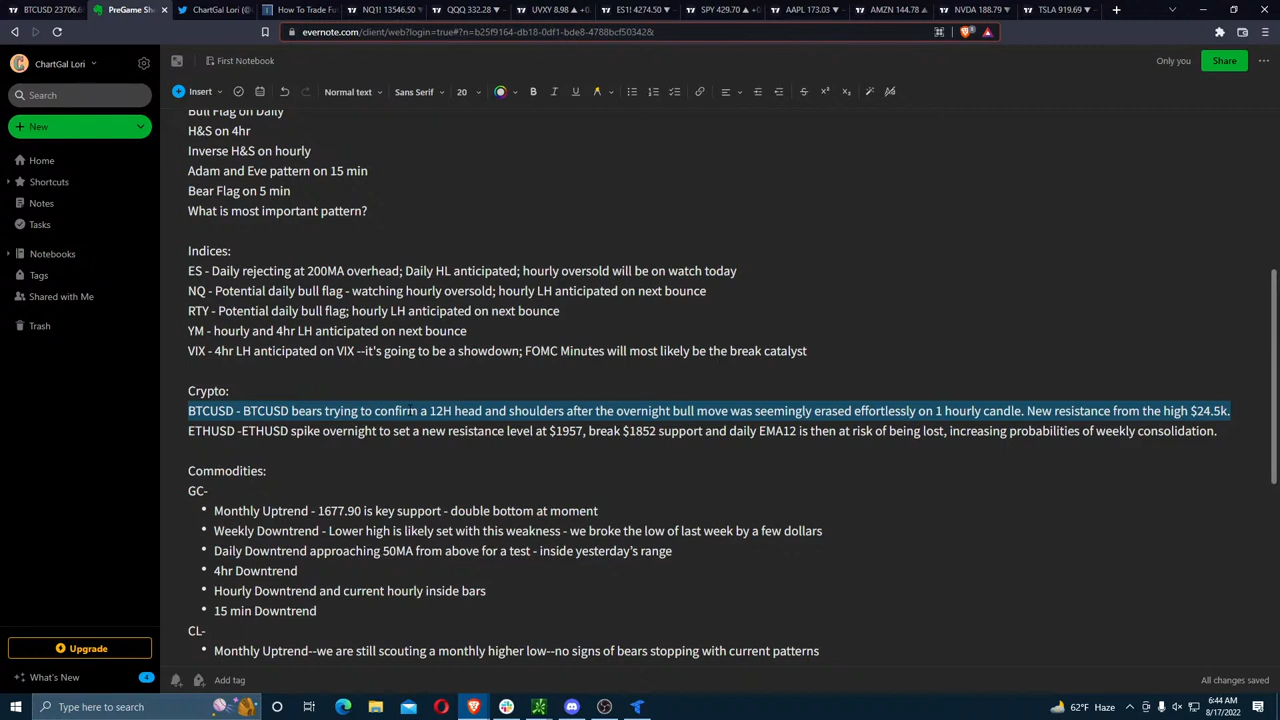 BTCUSD 23706.6
PreGame Sh
ChartGal Lori (
How To Trade Fu
NQ1! 13546.50
QQQ 332.28
UVXY 8.98
ES1! 4274.50
SPY 429.70
AAPL 173.03
AMZN 144.78
NVDA 188.79
TSLA 919.69
evernote.com/client/web?login=true#?n=b25f9164-db18-0df1-bde8-4788bcf50342&
ChartGal Lori
First Notebook
Only you
Share
Search
Insert
Normal text
Sans Serif
20
New
Bull Flag on Daily
H&S on 4hr
Home
Inverse H&S on hourly
Shortcuts
Adam and Eve pattern on 15 min
Notes
Bear Flag on 5 min
Tasks
What is most important pattern?
Notebooks
Indices:
Tags
ES - Daily rejecting at 200MA overhead; Daily HL anticipated; hourly oversold will be on watch today
Shared with Me
NQ - Potential daily bull flag - watching hourly oversold; hourly LH anticipated on next bounce
RTY - Potential daily bull flag; hourly LH anticipated on next bounce
Trash
YM - hourly and 4hr LH anticipated on next bounce
VIX - 4hr LH anticipated on VIX --it's going to be a showdown; FOMC Minutes will most likely be the break catalyst
Crypto:
BTCUSD - BTCUSD bears trying to confirm a 12H head and shoulders after the overnight bull move was seemingly erased effortlessly on 1 hourly candle. New resistance from the high $24.5k.
ETHUSD -ETHUSD spike overnight to set a new resistance level at $1957, break $1852 support and daily EMA12 is then at risk of being lost, increasing probabilities of weekly consolidation.
Commodities:
GC-
Monthly Uptrend - 1677.90 is key support - double bottom at moment
Weekly Downtrend - Lower high is likely set with this weakness - we broke the low of last week by a few dollars
Daily Downtrend approaching 50MA from above for a test - inside yesterday's range
4hr Downtrend
Hourly Downtrend and current hourly inside bars
15 min Downtrend
CL-
Upgrade
Monthly Uptrend--we are still scouting a monthly higher low--no signs of bears stopping with current patterns
What's New
4
Add tag
All changes saved
Type here to search
62°F Haze
6:44 AM
8/17/2022